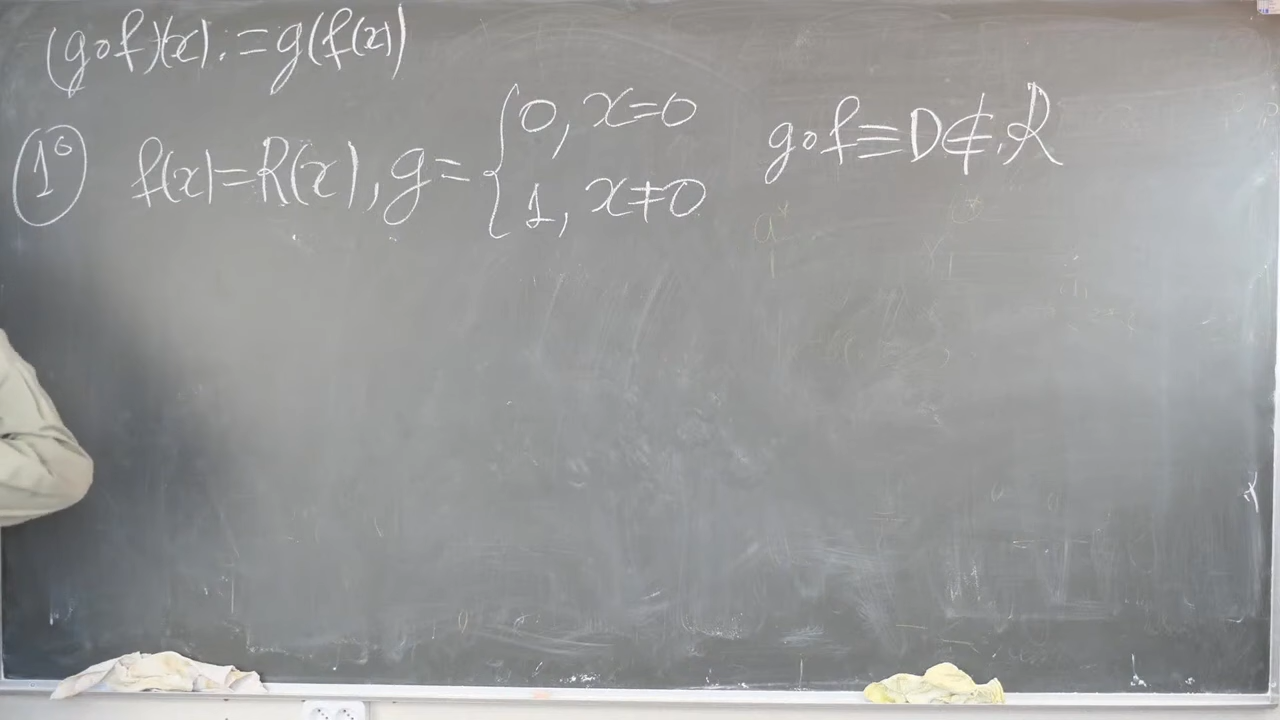 (g∘f)(x) := g(f(x))
1° f(x)=R(x), g= { 0, x=0
1, x≠0
g∘f≡D∉R